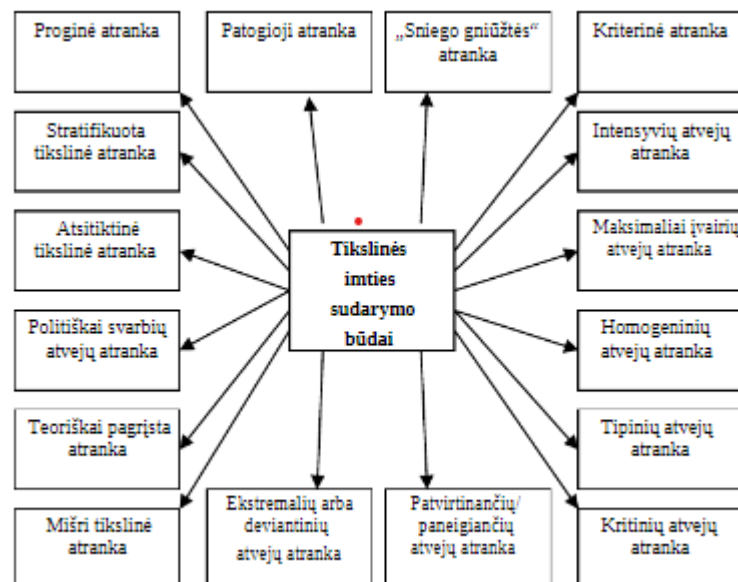 Proginė atranka
Patogioji atranka
„Sniego gniūžtės“
atranka
Kriterinė atranka
Stratifikuota
tikslinė atranka
Intensyvių atvejų
atranka
Atsitiktinė
tikslinė atranka
Tikslinės
imties
sudarymo
būdai
Maksimaliai įvairių
atvejų atranka
Politiškai svarbių
atvejų atranka
Homogeninių
atvejų atranka
Teoriškai pagrįsta
atranka
Tipinių atvejų
atranka
Mišri tikslinė
atranka
Ekstremalių arba
deviantinių
atvejų atranka
Patvirtinančių/
paneigiančių
atvejų atranka
Kritinių atvejų
atranka